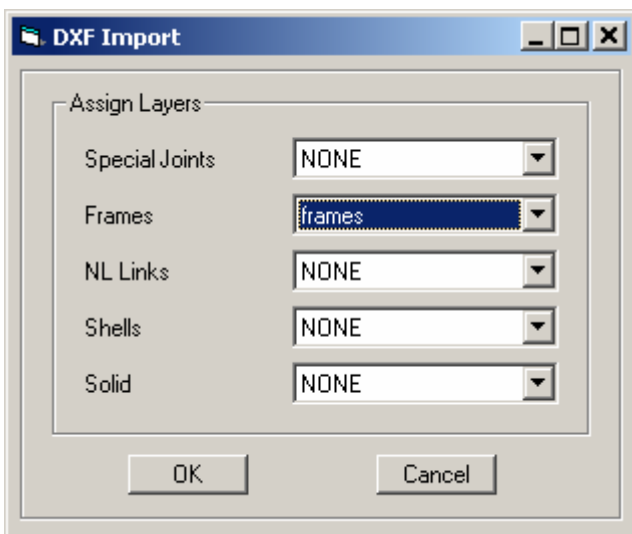 DXF Import
Assign Layers
Special Joints NONE
Frames frames
NL Links NONE
Shells NONE
Solid NONE
OK Cancel